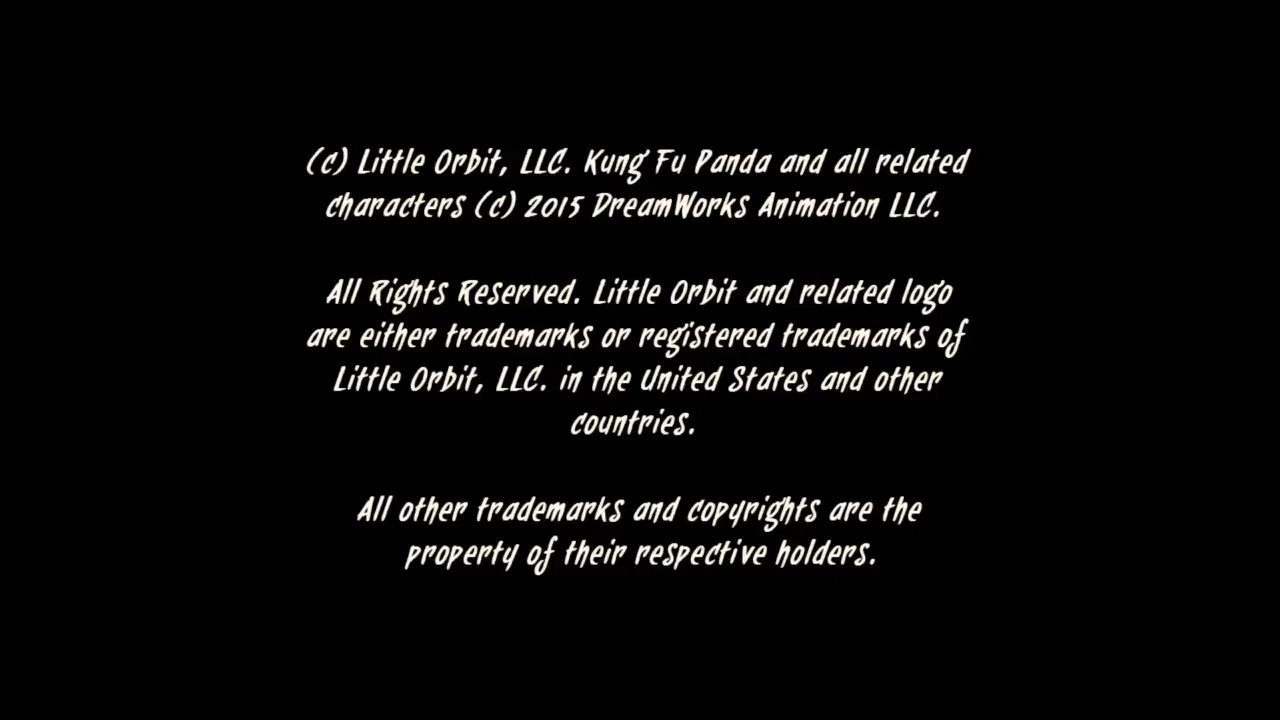 (c) Little Orbit, LLC. Kung Fu Panda and all related
characters (c) 2015 DreamWorks Animation LLC.
All Rights Reserved. Little Orbit and related logo
are either trademarks or registered trademarks of
Little Orbit, LLC. in the United States and other
countries.
All other trademarks and copyrights are the
property of their respective holders.